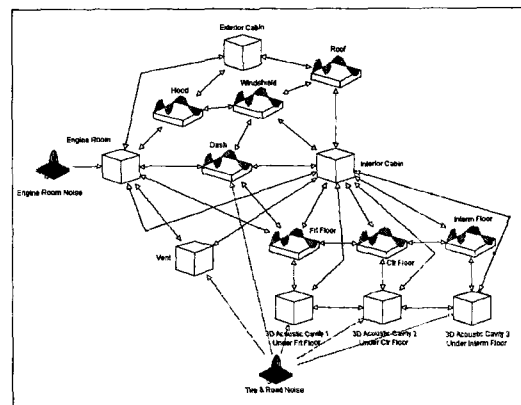 Exterior Cabin
Roof
Windshield
Hood
Engine Room
Dash
Interior Cabin
Engine Room Noise
Frt Floor
Ctr Floor
Interm Floor
Vent
3D Acoustic Cavity 1
Under Frt Floor
3D Acoustic Cavity 2
Under Ctr Floor
3D Acoustic Cavity 3
Under Interm Floor
Tire & Road Noise